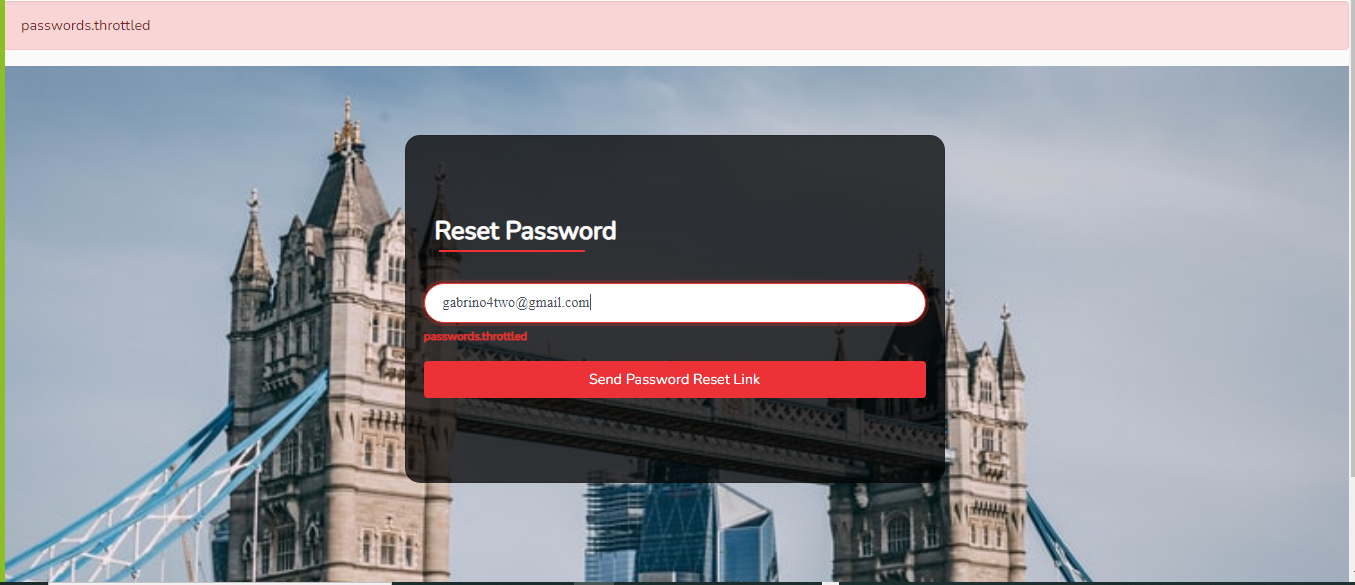 passwords.throttled
Reset Password
gabrino4two@gmail.com
passwords.throttled
Send Password Reset Link